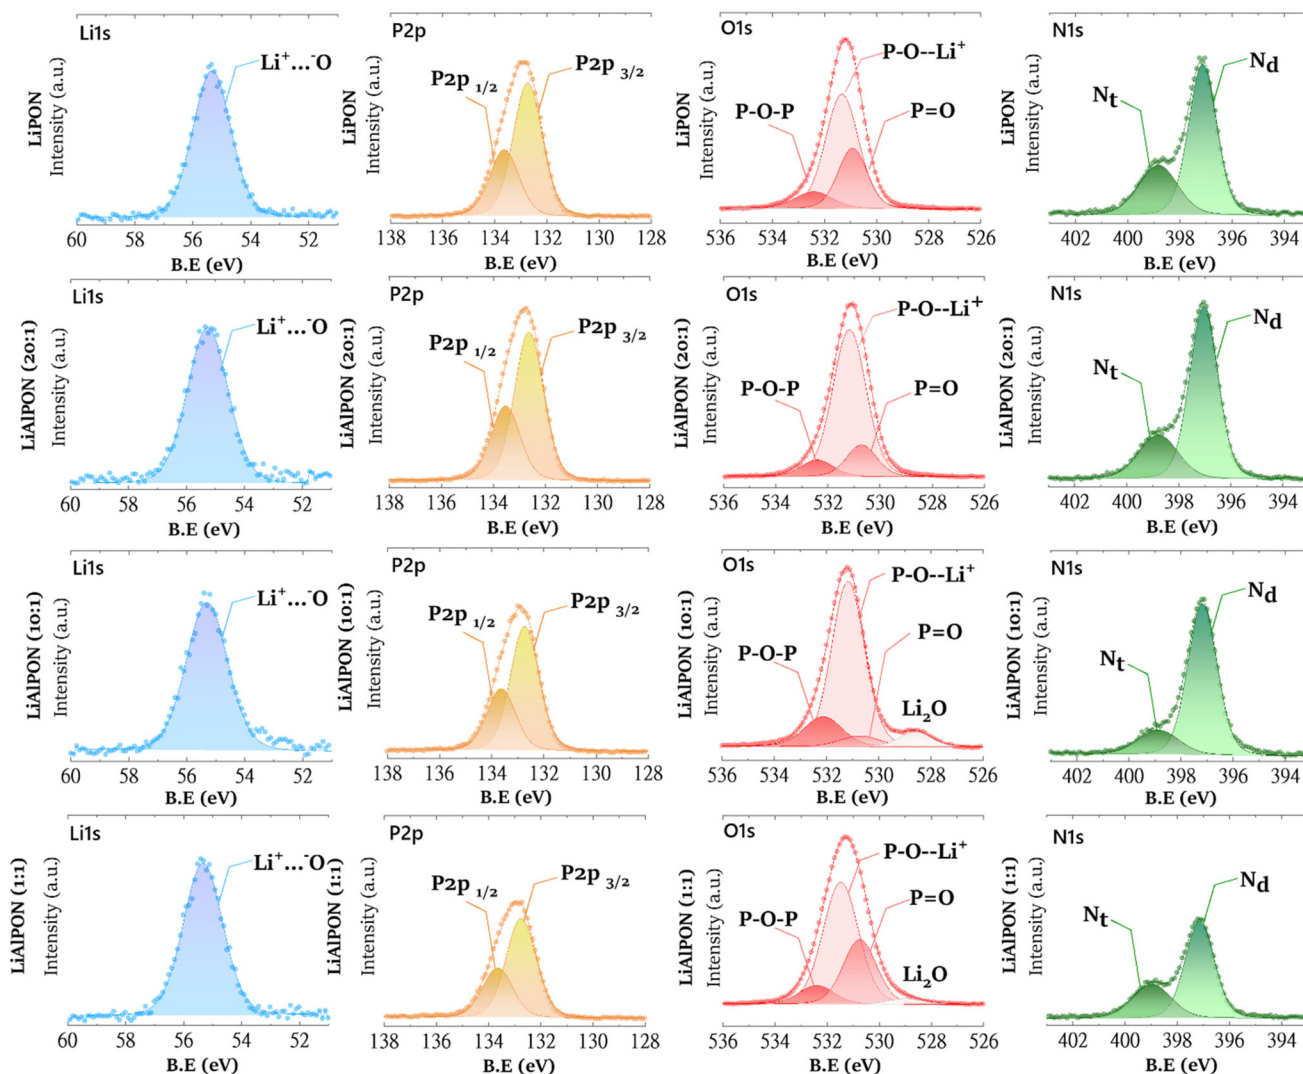 Li1s
Li⁺...⁻O
LiPON
Intensity (a.u.)
60 58 56 54 52
B.E (eV)
P2p
P2p 1/2
P2p 3/2
LiPON
Intensity (a.u.)
138 136 134 132 130 128
B.E (eV)
O1s
P-O--Li⁺
P-O-P
P=O
LiPON
Intensity (a.u.)
536 534 532 530 528 526
B.E (eV)
N1s
Nt
Nd
LiPON
Intensity (a.u.)
402 400 398 396 394
B.E (eV)
Li1s
Li⁺...⁻O
LiAlPON (20:1)
Intensity (a.u.)
60 58 56 54 52
B.E (eV)
P2p
P2p 1/2
P2p 3/2
LiAlPON (20:1)
Intensity (a.u.)
138 136 134 132 130 128
B.E (eV)
O1s
P-O--Li⁺
P-O-P
P=O
LiAlPON (20:1)
Intensity (a.u.)
536 534 532 530 528 526
B.E (eV)
N1s
Nt
Nd
LiAlPON (20:1)
Intensity (a.u.)
402 400 398 396 394
B.E (eV)
Li1s
Li⁺...⁻O
LiAlPON (10:1)
Intensity (a.u.)
60 58 56 54 52
B.E (eV)
P2p
P2p 1/2
P2p 3/2
LiAlPON (10:1)
Intensity (a.u.)
138 136 134 132 130 128
B.E (eV)
O1s
P-O--Li⁺
P=O
P-O-P
Li₂O
LiAlPON (10:1)
Intensity (a.u.)
536 534 532 530 528 526
B.E (eV)
N1s
Nt
Nd
LiAlPON (10:1)
Intensity (a.u.)
402 400 398 396 394
B.E (eV)
Li1s
Li⁺...⁻O
LiAlPON (1:1)
Intensity (a.u.)
60 58 56 54 52
B.E (eV)
P2p
P2p 1/2
P2p 3/2
LiAlPON (1:1)
Intensity (a.u.)
138 136 134 132 130 128
B.E (eV)
O1s
P-O--Li⁺
P=O
P-O-P
Li₂O
LiAlPON (1:1)
Intensity (a.u.)
536 534 532 530 528 526
B.E (eV)
N1s
Nt
Nd
LiAlPON (1:1)
Intensity (a.u.)
402 400 398 396 394
B.E (eV)